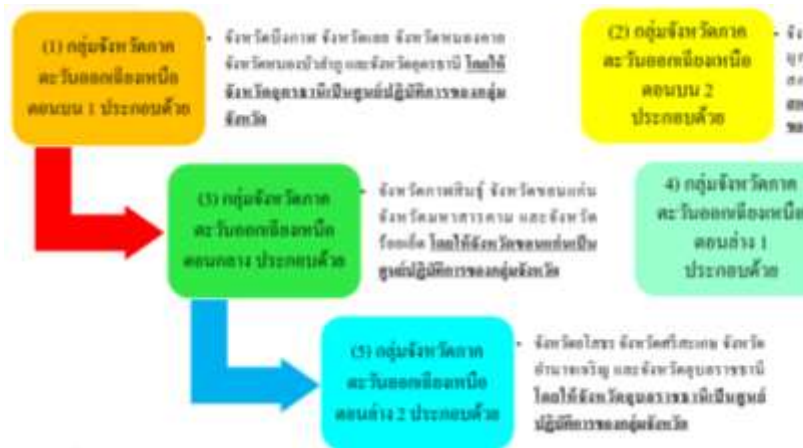 (1) กลุ่มจังหวัดภาค
ตะวันออกเฉียงเหนือ
ตอนบน 1 ประกอบด้วย
• จังหวัดบึงกาฬ จังหวัดเลย จังหวัดหนองคาย
จังหวัดหนองบัวลำภู และจังหวัดอุดรธานี โดยให้
จังหวัดอุดรธานีเป็นศูนย์ปฏิบัติการของกลุ่ม
จังหวัด
(2) กลุ่มจังหวัดภาค
ตะวันออกเฉียงเหนือ
ตอนบน 2
ประกอบด้วย
(3) กลุ่มจังหวัดภาค
ตะวันออกเฉียงเหนือ
ตอนกลาง ประกอบด้วย
• จังหวัดกาฬสินธุ์ จังหวัดขอนแก่น
จังหวัดมหาสารคาม และจังหวัด
ร้อยเอ็ด โดยให้จังหวัดขอนแก่นเป็น
ศูนย์ปฏิบัติการของกลุ่มจังหวัด
4) กลุ่มจังหวัดภาค
ตะวันออกเฉียงเหนือ
ตอนล่าง 1
ประกอบด้วย
(5) กลุ่มจังหวัดภาค
ตะวันออกเฉียงเหนือ
ตอนล่าง 2 ประกอบด้วย
• จังหวัดยโสธร จังหวัดศรีสะเกษ จังหวัด
อำนาจเจริญ และจังหวัดอุบลราชธานี
โดยให้จังหวัดอุบลราชธานีเป็นศูนย์
ปฏิบัติการของกลุ่มจังหวัด